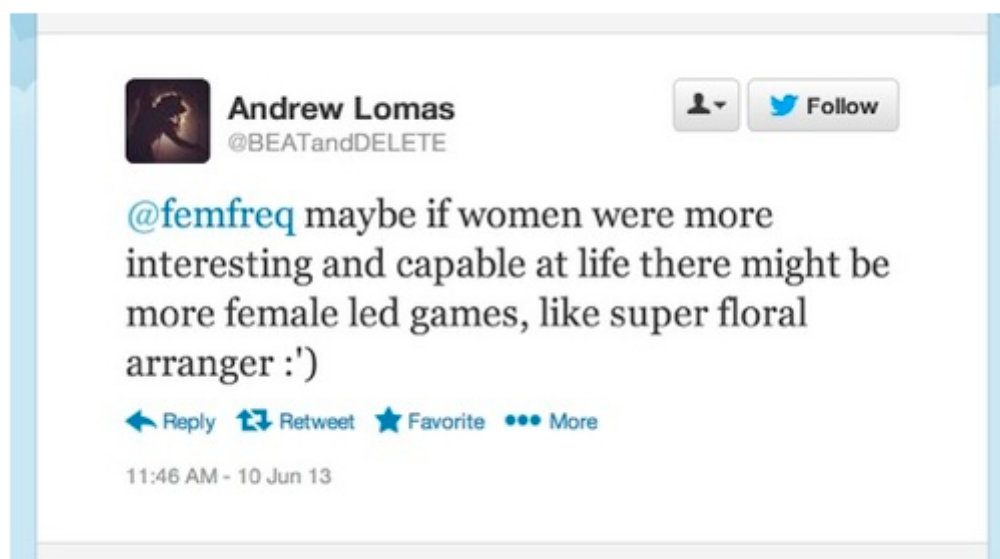 Andrew Lomas
@BEATandDELETE
Follow
@femfreq maybe if women were more
interesting and capable at life there might be
more female led games, like super floral
arranger :')
Reply Retweet Favorite More
11:46 AM - 10 Jun 13